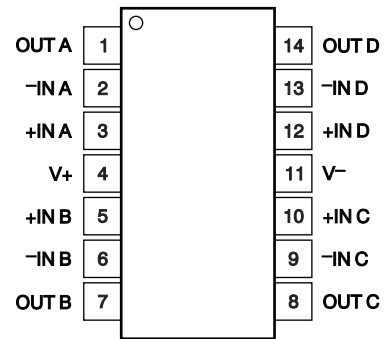 OUT A 1 14 OUT D
–IN A 2 13 –IN D
+IN A 3 12 +IN D
V+ 4 11 V–
+IN B 5 10 +IN C
–IN B 6 9 –IN C
OUT B 7 8 OUT C